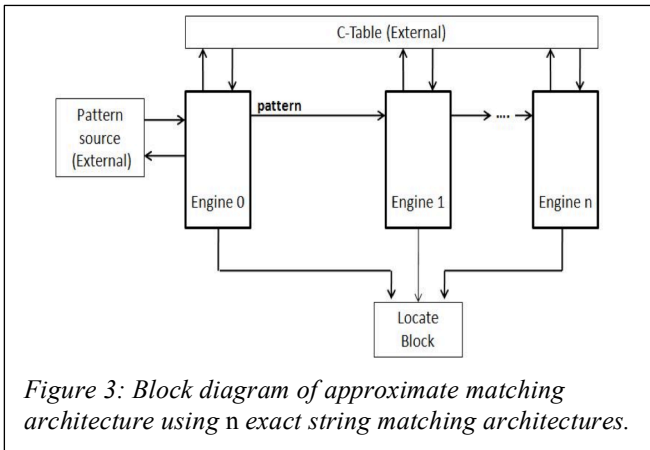 C-Table (External)
pattern
....
Pattern
source
(External)
Engine 0
Engine 1
Engine n
Locate
Block
Figure 3: Block diagram of approximate matching
architecture using n exact string matching architectures.